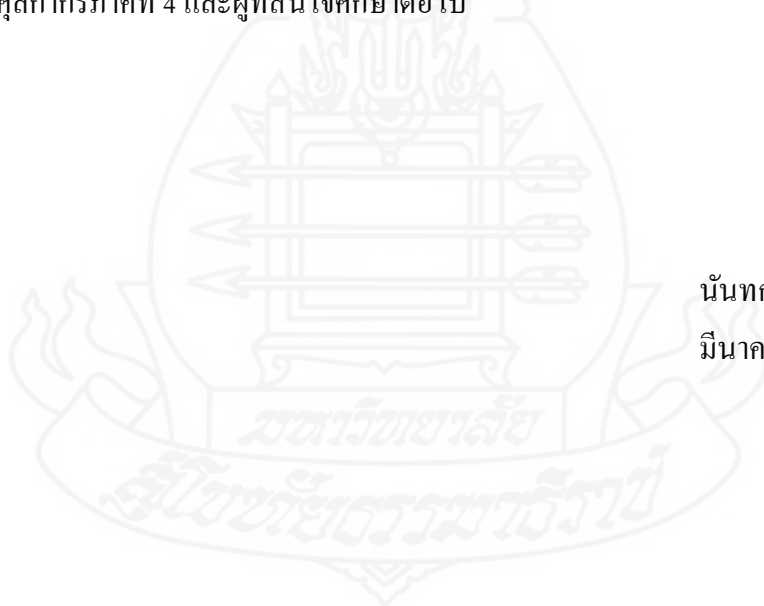 ศุลกากรภาคที่ 4 และผู้ที่สนใจศึกษาต่อไป
นันทก
มีนาค
มหาวิทยาลัย
สุโขทัยธรรมาธิราช